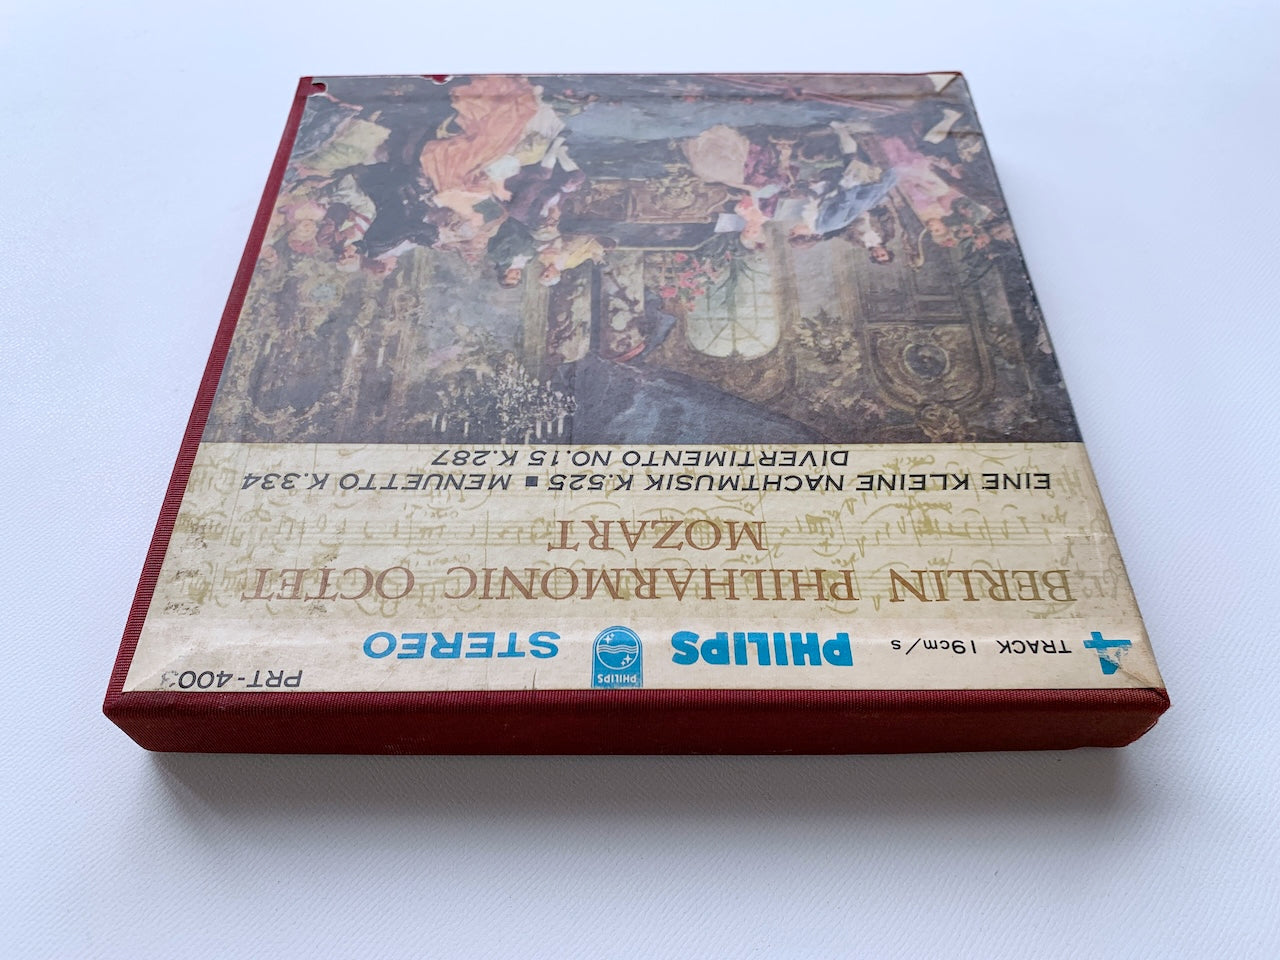 4 TRACK 19cm/s PHILIPS PHILIPS STEREO PRT-4003
BERLIN PHILHARMONIC OCTET
MOZART
EINE KLEINE NACHTMUSIK K.525 ■ MENUETTO K.334
DIVERTIMENTO NO.15 K.287